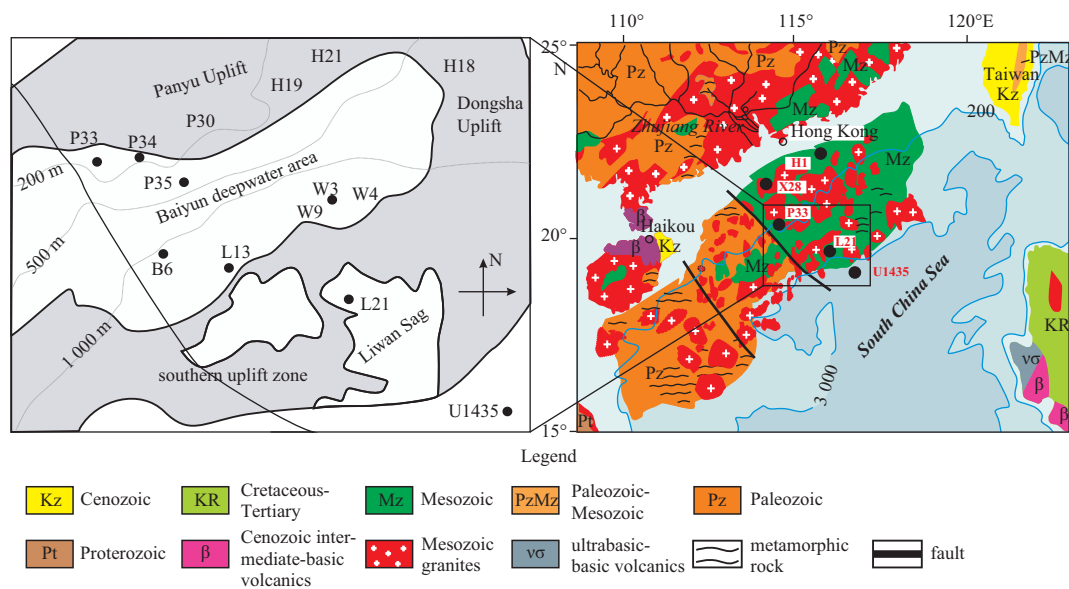 110°
115°
120°E
25°
N
20°
15°
Panyu Uplift
H21
H19
H18
Dongsha
Uplift
P33
P34
P30
P35
200 m
Baiyun deepwater area
W3
W4
W9
500 m
B6
L13
N
L21
Liwan Sag
1 000 m
southern uplift zone
U1435
Pz
Pz
Pz
Mz
Mz
Zhujiang River
Pz
Hong Kong
H1
X28
P33
L21
U1435
Mz
Mz
β
β
Haikou
Kz
Pz
Pt
PzMz
Taiwan
Kz
200
South China Sea
3 000
KR
νσ
β
β
Legend
Kz Cenozoic
KR Cretaceous-
Tertiary
Mz Mesozoic
PzMz Paleozoic-
Mesozoic
Pz Paleozoic
Pt Proterozoic
β Cenozoic inter-
mediate-basic
volcanics
Mesozoic
granites
νσ ultrabasic-
basic volcanics
metamorphic
rock
fault